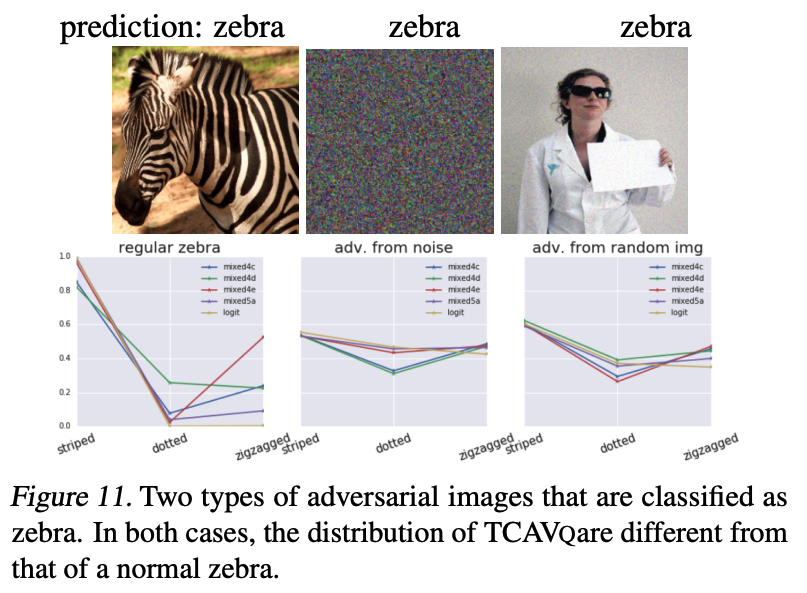 prediction: zebra zebra zebra
regular zebra adv. from noise adv. from random img
1.0
0.8
0.6
0.4
0.2
0.0
mixed4c
mixed4d
mixed4e
mixed5a
logit
mixed4c
mixed4d
mixed4e
mixed5a
logit
mixed4c
mixed4d
mixed4e
mixed5a
logit
striped dotted zigzagged striped dotted zigzagged striped dotted zigzagged
Figure 11. Two types of adversarial images that are classified as
zebra. In both cases, the distribution of TCAVQare different from
that of a normal zebra.